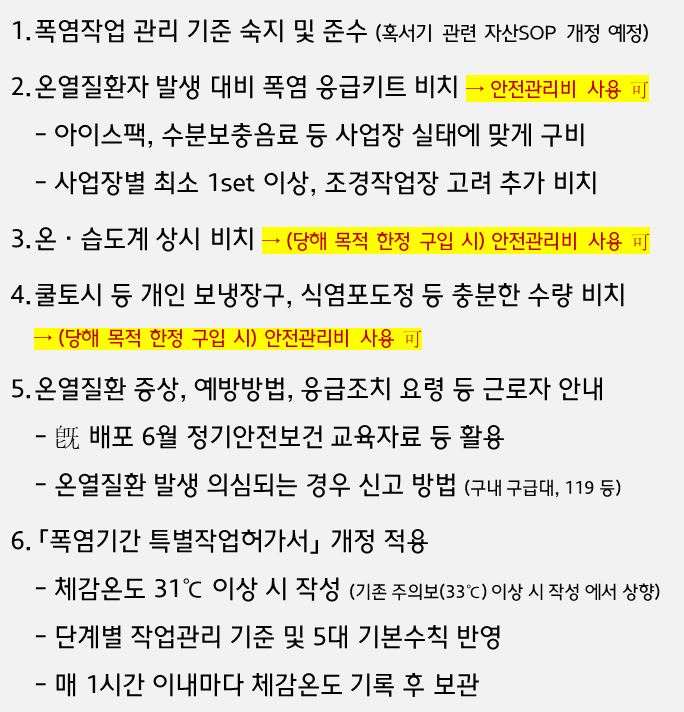 1. 폭염작업 관리 기준 숙지 및 준수 (혹서기 관련 자산SOP 개정 예정)
2. 온열질환자 발생 대비 폭염 응급키트 비치 → 안전관리비 사용 可
- 아이스팩, 수분보충음료 등 사업장 실태에 맞게 구비
- 사업장별 최소 1set 이상, 조경작업장 고려 추가 비치
3. 온·습도계 상시 비치 → (당해 목적 한정 구입 시) 안전관리비 사용 可
4. 쿨토시 등 개인 보냉장구, 식염포도정 등 충분한 수량 비치
→ (당해 목적 한정 구입 시) 안전관리비 사용 可
5. 온열질환 증상, 예방방법, 응급조치 요령 등 근로자 안내
- 旣 배포 6월 정기안전보건 교육자료 등 활용
- 온열질환 발생 의심되는 경우 신고 방법 (구내 구급대, 119 등)
6. ｢폭염기간 특별작업허가서｣ 개정 적용
- 체감온도 31℃ 이상 시 작성 (기존 주의보(33℃) 이상 시 작성 에서 상향)
- 단계별 작업관리 기준 및 5대 기본수칙 반영
- 매 1시간 이내마다 체감온도 기록 후 보관